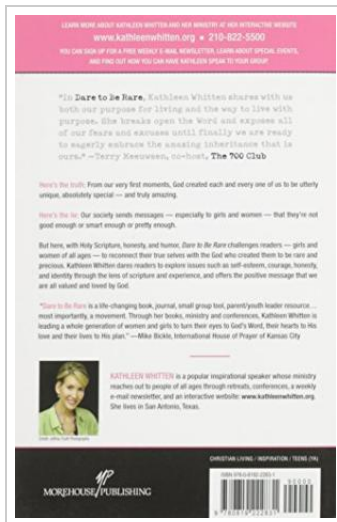 LEARN MORE ABOUT KATHLEEN WHITTEN AND HER MINISTRY AT HER INTERACTIVE WEBSITE
www.kathleenwhitten.org • 210-822-5500
YOU CAN SIGN UP FOR A FREE WEEKLY E-MAIL NEWSLETTER, LEARN ABOUT SPECIAL EVENTS,
AND FIND OUT HOW YOU CAN HAVE KATHLEEN SPEAK TO YOUR GROUP.
"In Dare to Be Rare, Kathleen Whitten shares with us
both our purpose for living and the way to live with
purpose. She breaks open the Word and exposes all
of our fears and excuses until finally we are ready
to eagerly embrace the amazing inheritance that is
ours." —Terry Meeuwsen, co-host, The 700 Club
Here's the truth: From our very first moments, God created each and every one of us to be utterly
unique, absolutely special — and truly amazing.
Here's the lie: Our society sends messages — especially to girls and women — that they're not
good enough or smart enough or pretty enough.
But here, with Holy Scripture, honesty, and humor, Dare to Be Rare challenges readers — girls and
women of all ages — to reconnect their true selves with the God who created them to be rare and
precious. Kathleen Whitten dares readers to explore issues such as self-esteem, courage, honesty,
and identity through the lens of scripture and experience, and offers the positive message that we
are all valued and loved by God.
"Dare to Be Rare is a life-changing book, journal, small group tool, parent/youth leader resource...
most importantly, a movement. Through her books, ministry and conferences, Kathleen Whitten is
leading a whole generation of women and girls to turn their eyes to God's Word, their hearts to His
love and their lives to His plan." —Mike Bickle, International House of Prayer of Kansas City
KATHLEEN WHITTEN is a popular inspirational speaker whose ministry
reaches out to people of all ages through retreats, conferences, a weekly
e-mail newsletter, and an interactive website: www.kathleenwhitten.org.
She lives in San Antonio, Texas.
CHRISTIAN LIVING / INSPIRATION / TEENS (YA)
MOREHOUSE PUBLISHING
90000